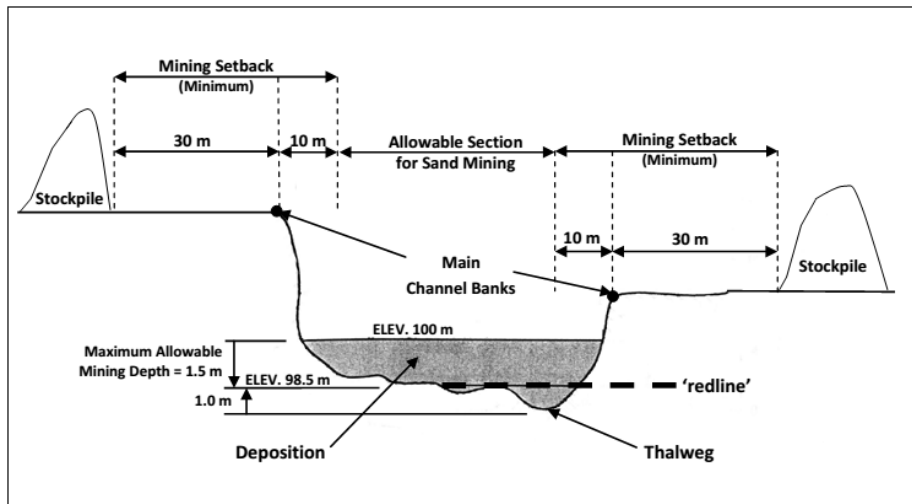 Mining Setback
(Minimum)
30 m
10 m
Allowable Section
for Sand Mining
Mining Setback
(Minimum)
Stockpile
10 m
30 m
Stockpile
Main
Channel Banks
ELEV. 100 m
Maximum Allowable
Mining Depth = 1.5 m
ELEV. 98.5 m
'redline'
1.0 m
Deposition
Thalweg